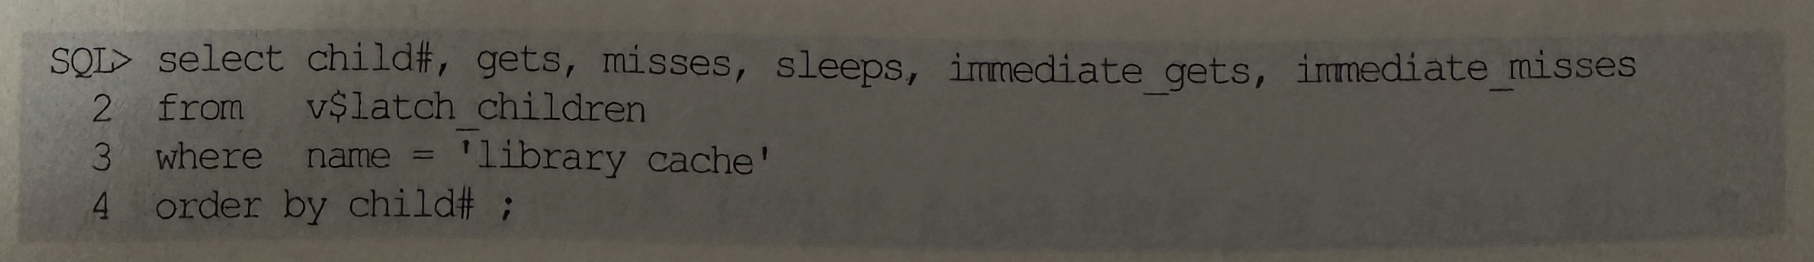 SQL> select child#, gets, misses, sleeps, immediate_gets, immediate_misses
  2  from   v$latch_children
  3  where  name = 'library cache'
  4  order by child# ;